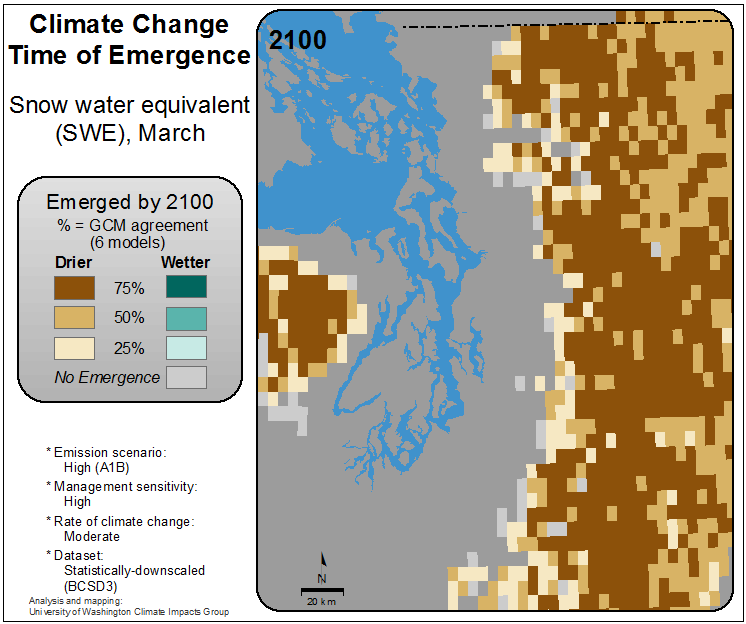 Climate Change
Time of Emergence
Snow water equivalent
(SWE), March
Emerged by 2100
% = GCM agreement
(6 models)
Drier Wetter
75%
50%
25%
No Emergence
* Emission scenario:
High (A1B)
* Management sensitivity:
High
* Rate of climate change:
Moderate
* Dataset:
Statistically-downscaled
(BCSD3)
Analysis and mapping:
University of Washington Climate Impacts Group
2100
N
20 km